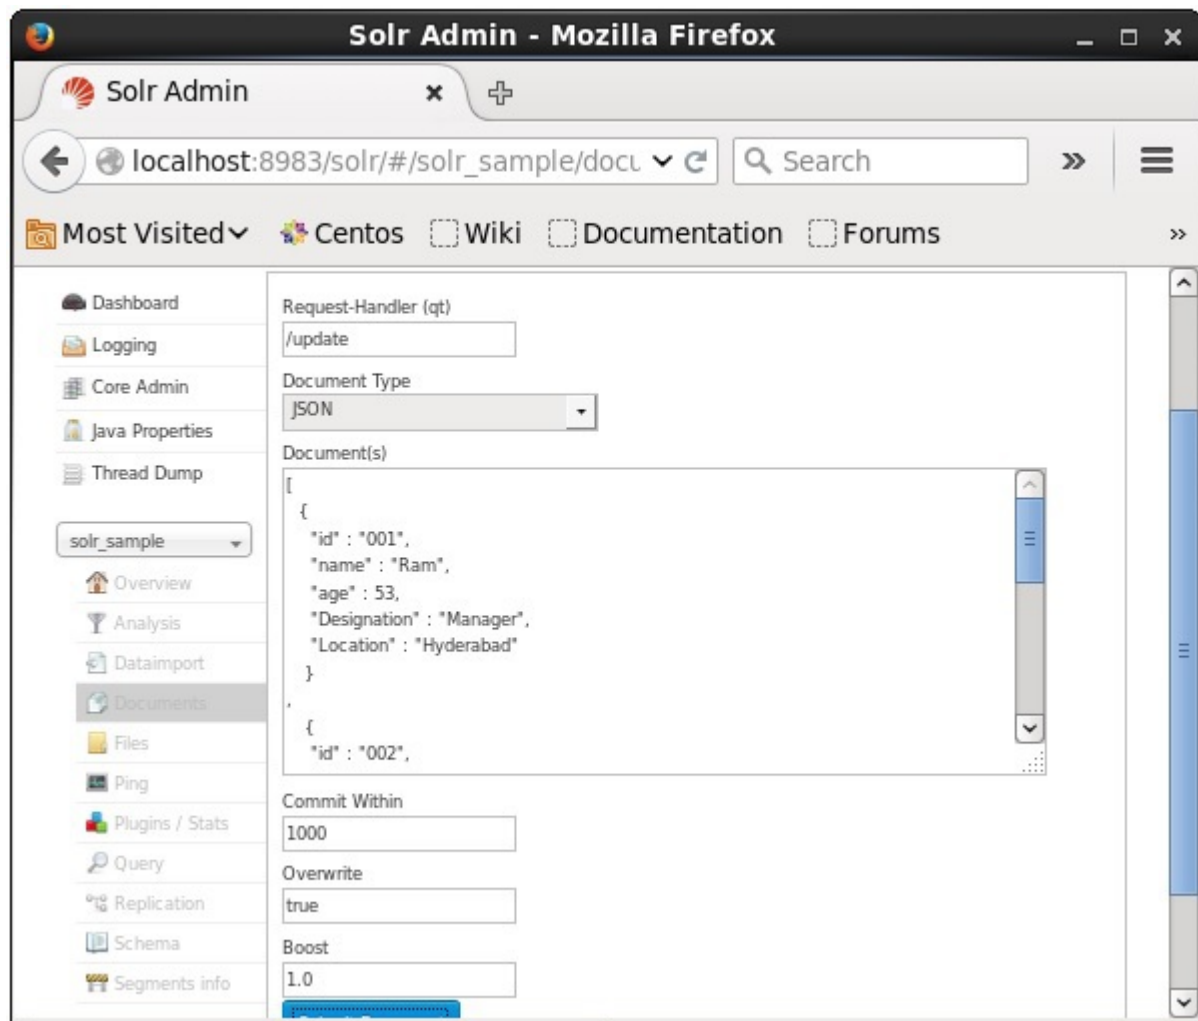 Solr Admin - Mozilla Firefox
Solr Admin
localhost:8983/solr/#/solr_sample/docu
Search
Most Visited
Centos
Wiki
Documentation
Forums
Dashboard
Logging
Core Admin
Java Properties
Thread Dump
solr_sample
Overview
Analysis
Dataimport
Documents
Files
Ping
Plugins / Stats
Query
Replication
Schema
Segments info
Request-Handler (qt)
/update
Document Type
JSON
Document(s)
[
{
"id" : "001",
"name" : "Ram",
"age" : 53,
"Designation" : "Manager",
"Location" : "Hyderabad"
}
,
{
"id" : "002",
Commit Within
1000
Overwrite
true
Boost
1.0